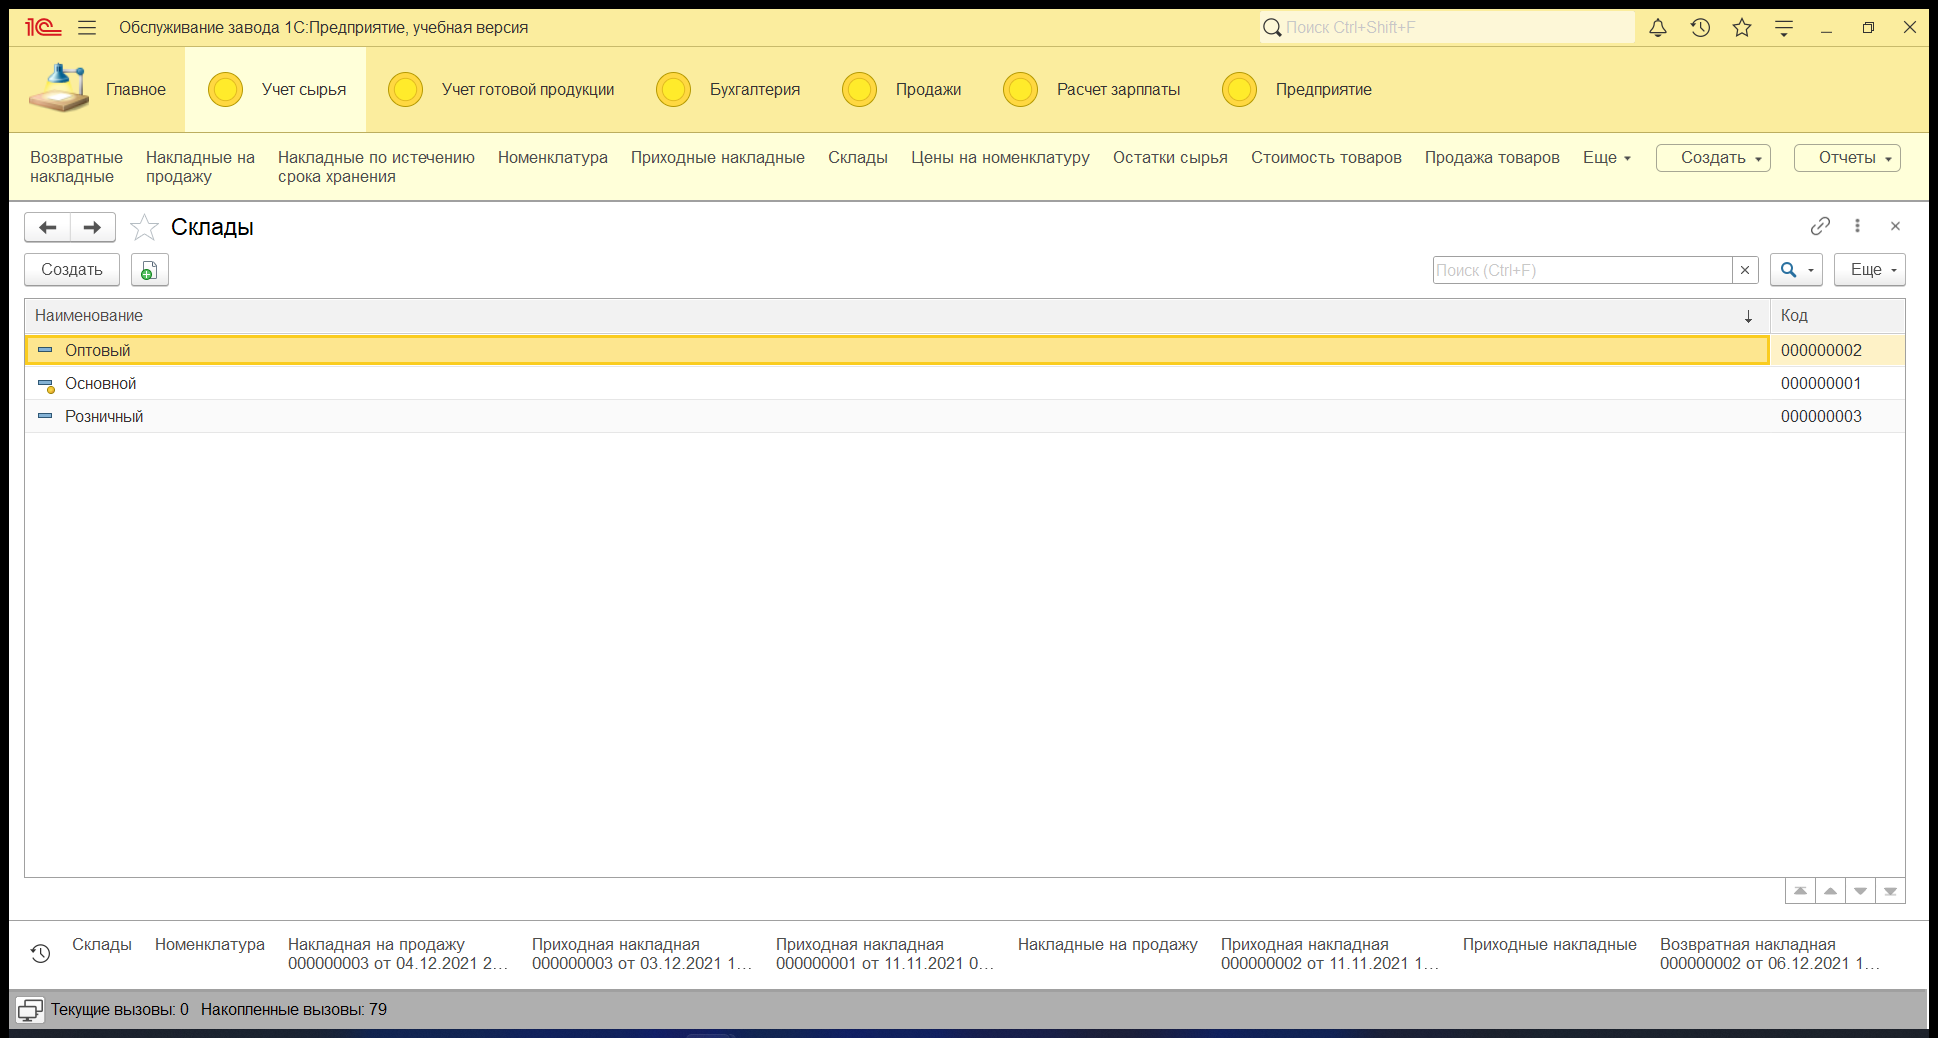 1С Обслуживание завода 1С:Предприятие, учебная версия Поиск Ctrl+Shift+F
Главное Учет сырья Учет готовой продукции Бухгалтерия Продажи Расчет зарплаты Предприятие
Возвратные накладные Накладные на продажу Накладные по истечению срока хранения Номенклатура Приходные накладные Склады Цены на номенклатуру Остатки сырья Стоимость товаров Продажа товаров Еще Создать Отчеты
Склады
Создать Поиск (Ctrl+F) × Еще
Наименование ↓ Код
Оптовый 000000002
Основной 000000001
Розничный 000000003
Склады Номенклатура Накладная на продажу 000000003 от 04.12.2021 2... Приходная накладная 000000003 от 03.12.2021 1... Приходная накладная 000000001 от 11.11.2021 0... Накладные на продажу Приходная накладная 000000002 от 11.11.2021 1... Приходные накладные Возвратная накладная 000000002 от 06.12.2021 1...
Текущие вызовы: 0 Накопленные вызовы: 79